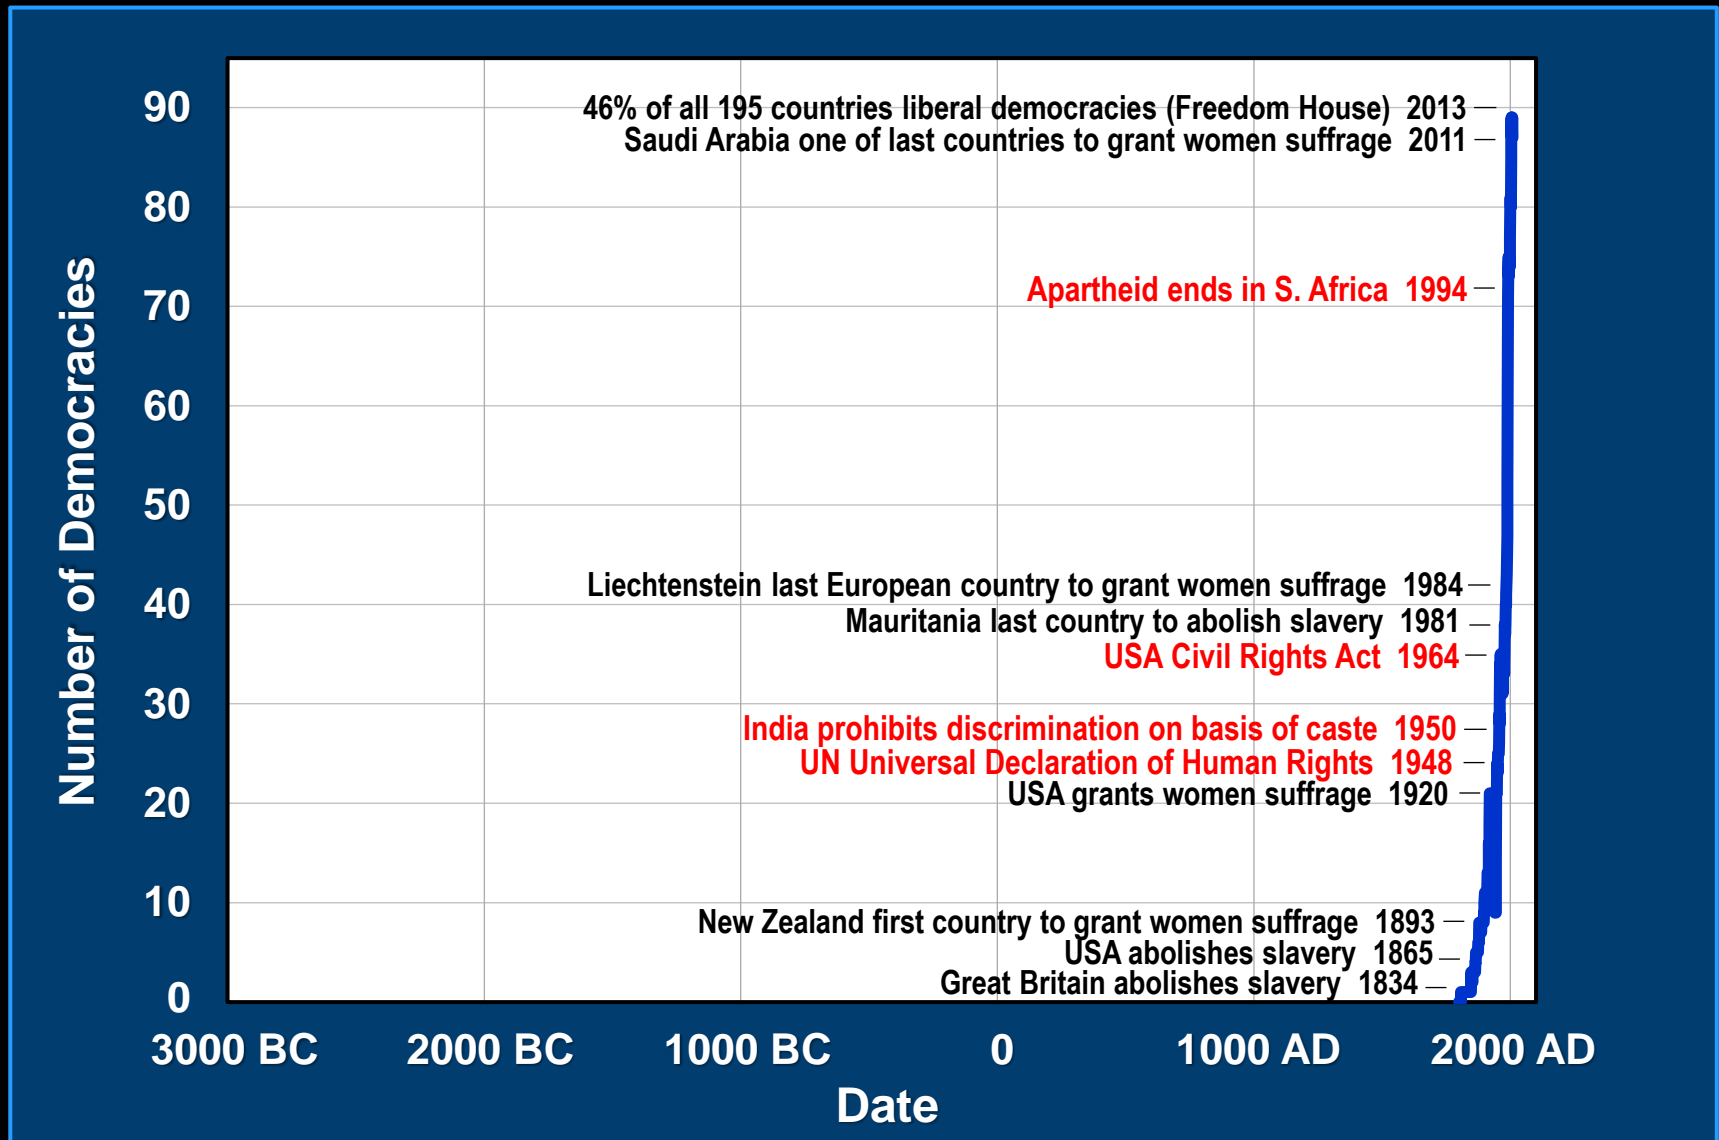 90
46% of all 195 countries liberal democracies (Freedom House) 2013
Saudi Arabia one of last countries to grant women suffrage 2011
80
Apartheid ends in S. Africa 1994
70
60
50
Liechtenstein last European country to grant women suffrage 1984
40
Mauritania last country to abolish slavery 1981
USA Civil Rights Act 1964
30
India prohibits discrimination on basis of caste 1950
UN Universal Declaration of Human Rights 1948
USA grants women suffrage 1920
20
10
New Zealand first country to grant women suffrage 1893
USA abolishes slavery 1865
Great Britain abolishes slavery 1834
0
Number of Democracies
3000 BC 2000 BC 1000 BC 0 1000 AD 2000 AD
Date